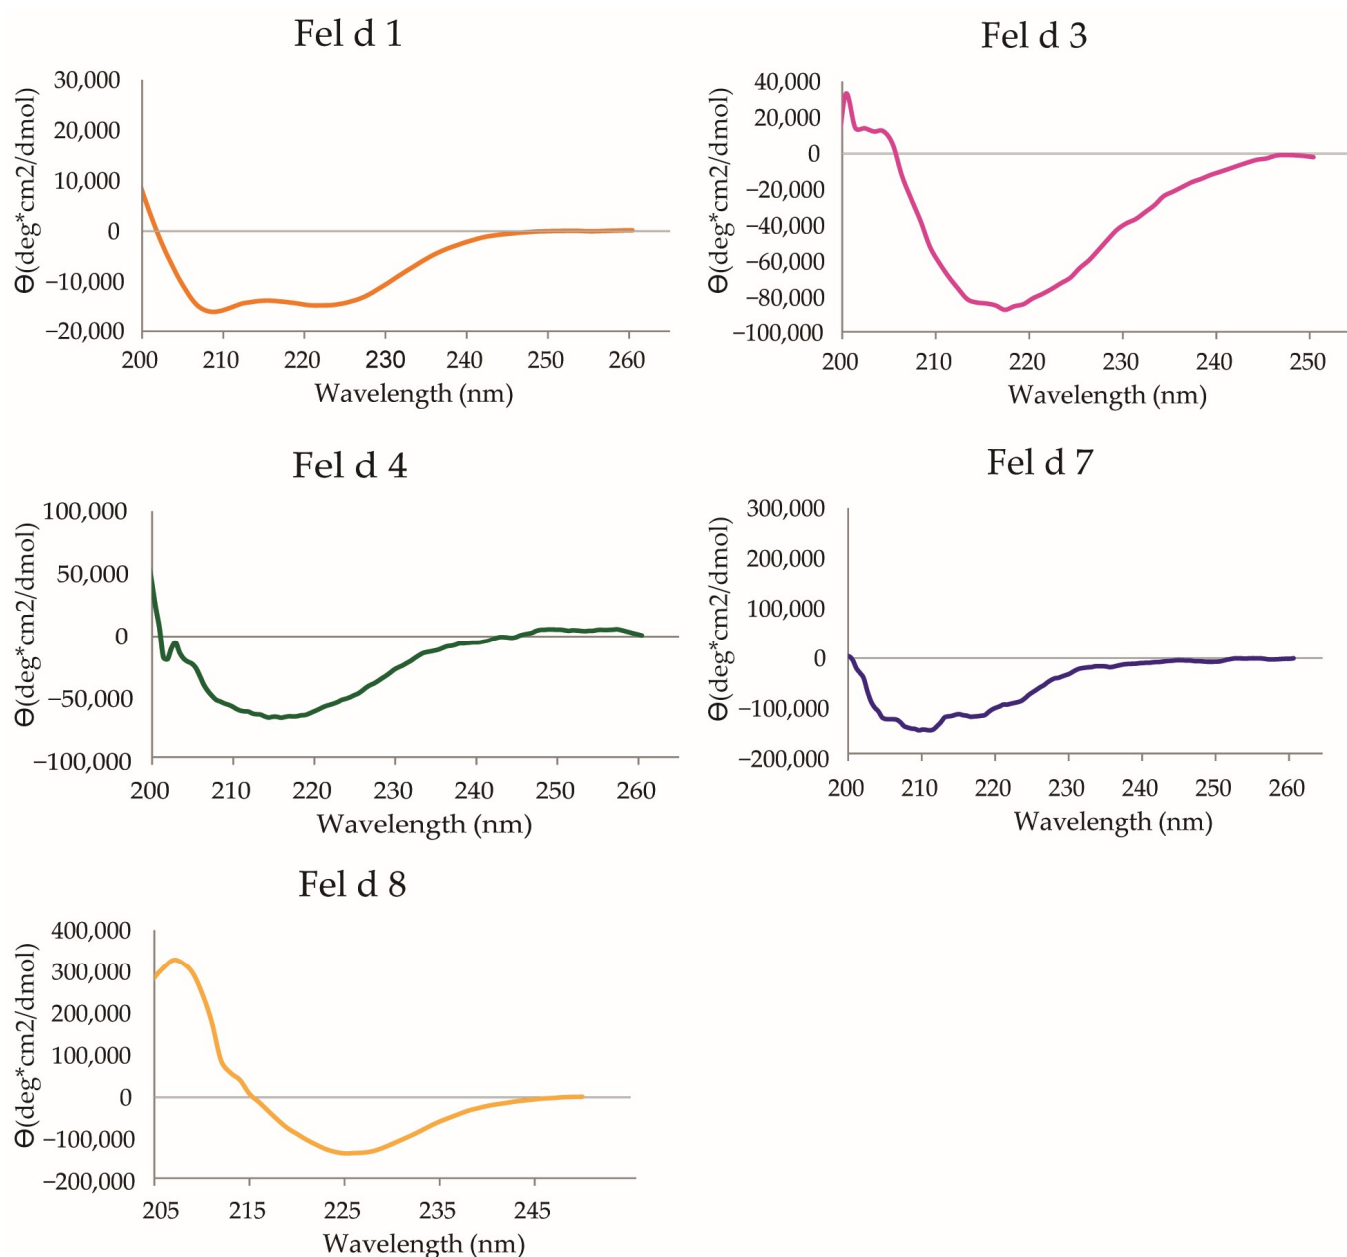 Fel d 1
30,000
20,000
10,000
0
−10,000
−20,000
Θ(deg*cm2/dmol)
200 210 220 230 240 250 260
Wavelength (nm)
Fel d 3
40,000
20,000
0
−20,000
−40,000
−60,000
−80,000
−100,000
Θ(deg*cm2/dmol)
200 210 220 230 240 250
Wavelength (nm)
Fel d 4
100,000
50,000
0
−50,000
−100,000
Θ(deg*cm2/dmol)
200 210 220 230 240 250 260
Wavelength (nm)
Fel d 7
300,000
200,000
100,000
0
−100,000
−200,000
Θ(deg*cm2/dmol)
200 210 220 230 240 250 260
Wavelength (nm)
Fel d 8
400,000
300,000
200,000
100,000
0
−100,000
−200,000
Θ(deg*cm2/dmol)
205 215 225 235 245
Wavelength (nm)